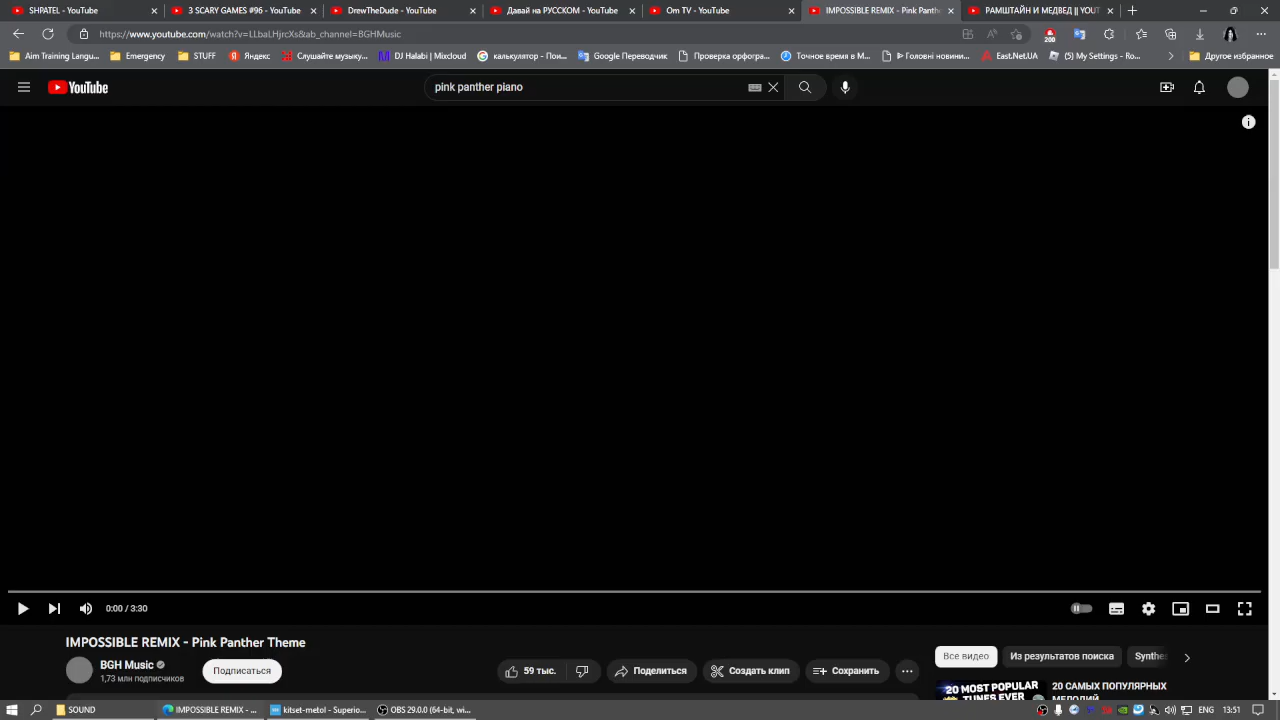 SHPATEL - YouTube
3 SCARY GAMES #96 - YouTube
DrewTheDude - YouTube
Давай на РУССКОМ - YouTube
Om TV - YouTube
IMPOSSIBLE REMIX - Pink Panthe
РАМШТАЙН И МЕДВЕД || YOUT
https://www.youtube.com/watch?v=LLbaLHjrcXs&ab_channel=BGHMusic
200
Aim Training Langu...
Emergency
STUFF
Яндекс
Слушайте музыку...
DJ Halabi | Mixcloud
калькулятор - Пои...
Google Переводчик
Проверка орфогра...
Точное время в М...
Головні новини...
East.Net.UA
(5) My Settings - Ro...
Другое избранное
YouTube
pink panther piano
0:00 / 3:30
IMPOSSIBLE REMIX - Pink Panther Theme
BGH Music
1,73 млн подписчиков
Подписаться
59 тыс.
Поделиться
Создать клип
Сохранить
Все видео
Из результатов поиска
Synthe
20 MOST POPULAR
TUNES EVER
20 САМЫХ ПОПУЛЯРНЫХ
МЕЛОДИЙ
SOUND
IMPOSSIBLE REMIX - ...
kitset-metol - Superio...
OBS 29.0.0 (64-bit, wi...
ENG
13:51